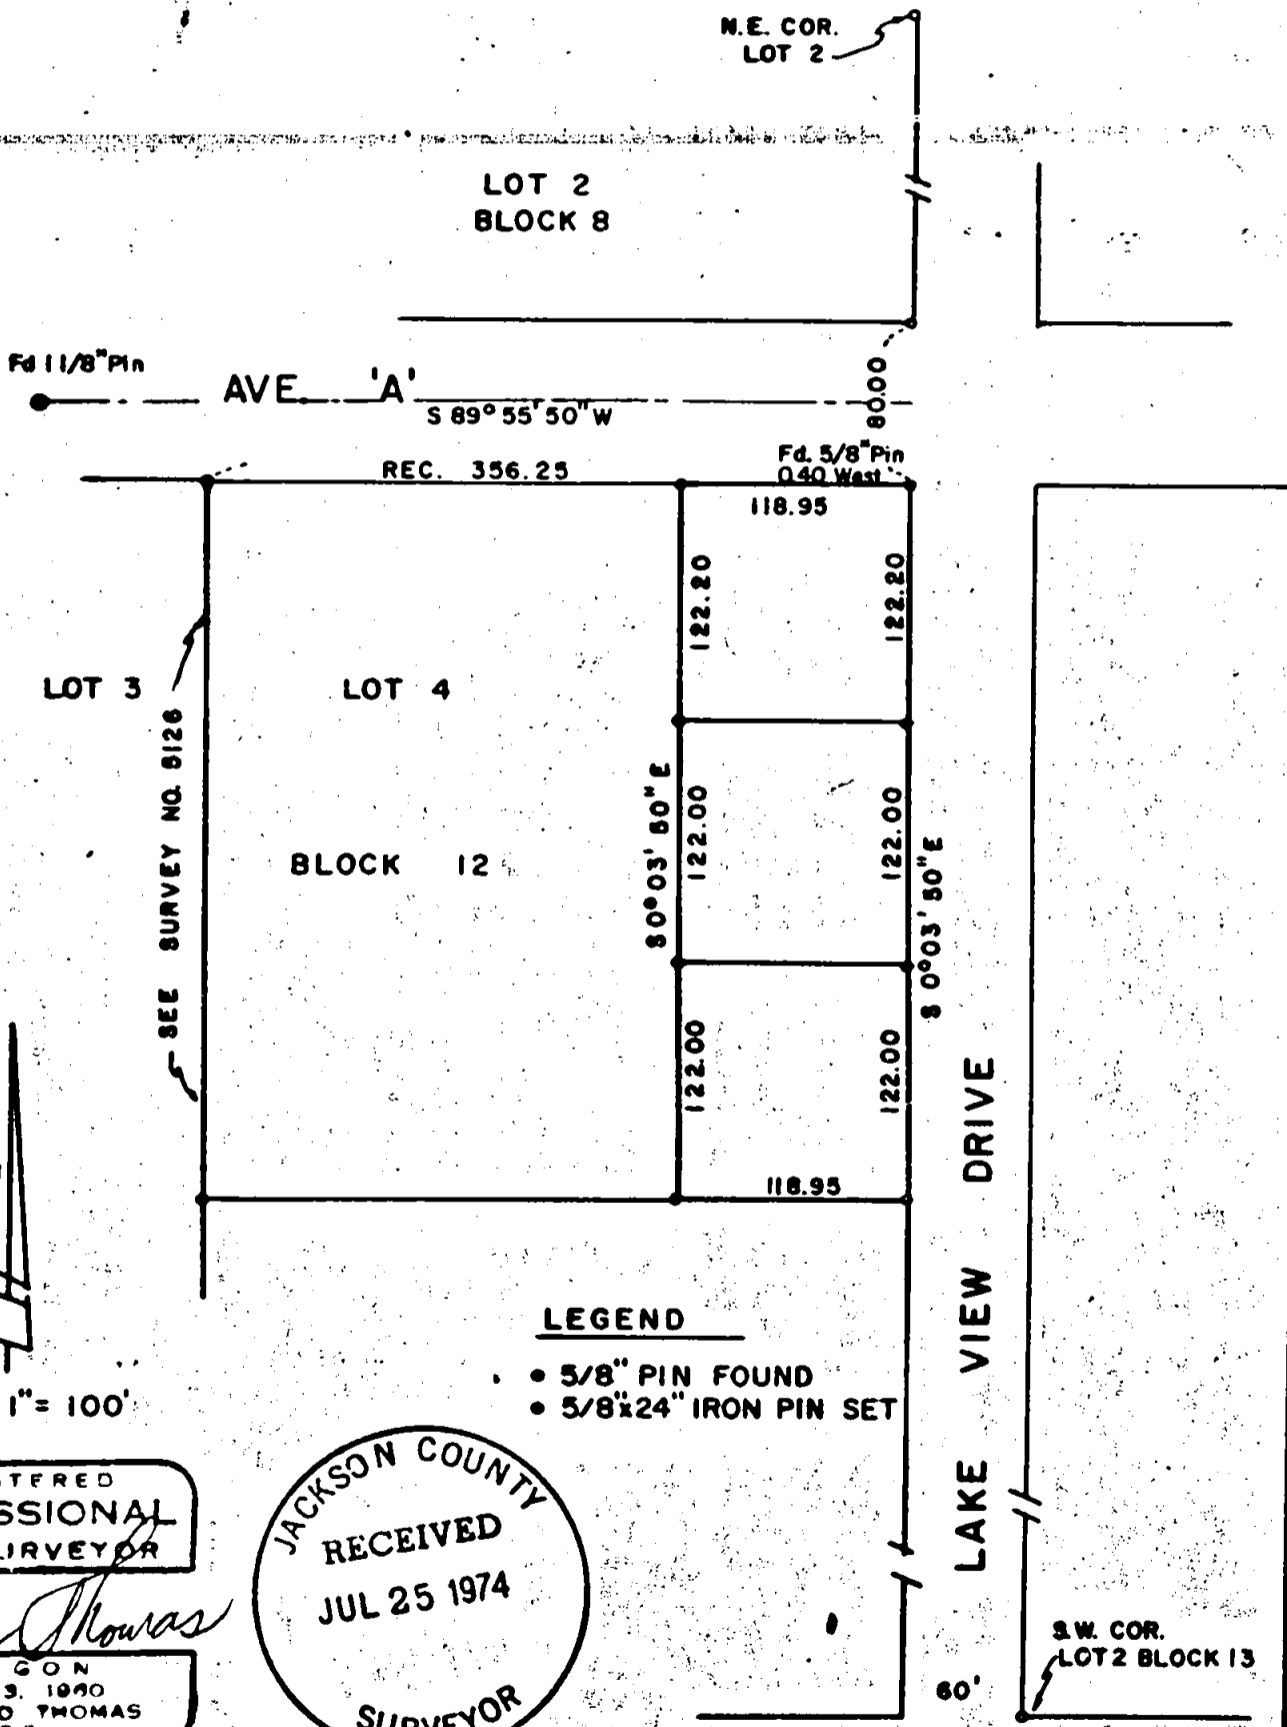 N.E. COR.
LOT 2
LOT 2
BLOCK 8
Fd 1 1/8" Pin
AVE. 'A'
S 89° 55' 50" W
80.00
Fd. 5/8" Pin
0.40 West
REC. 356.25
118.95
122.20
122.20
LOT 3
LOT 4
SEE SURVEY NO. 5126
BLOCK 12
S0°03' 50" E
122.00
122.00
S 0°03' 50" E
122.00
122.00
118.95
LAKE VIEW DRIVE
LEGEND
• 5/8" PIN FOUND
• 5/8"x24" IRON PIN SET
1"= 100'
JACKSON COUNTY
RECEIVED
JUL 25 1974
SURVEYOR
Thomas
THOMAS
60'
S.W. COR.
LOT 2 BLOCK 13